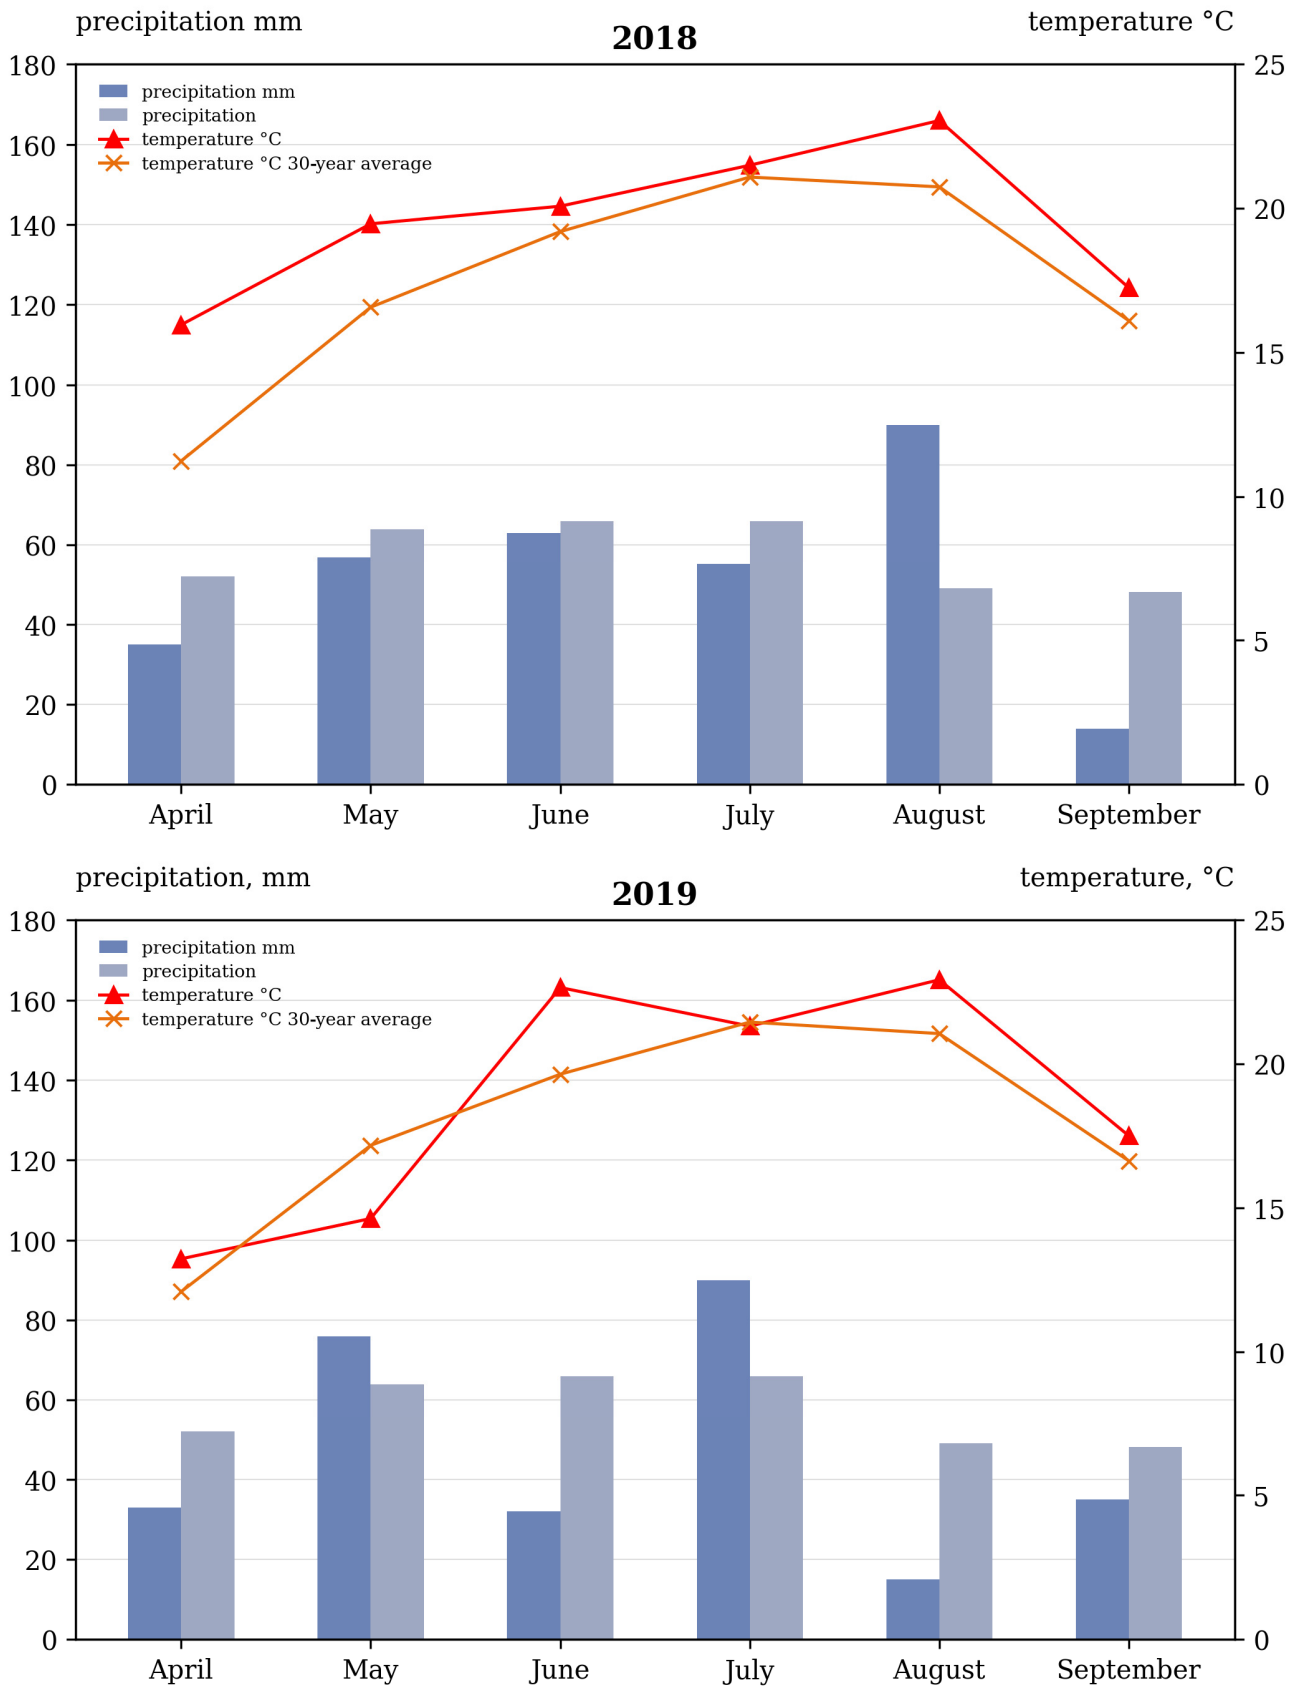 precipitation mm
2018
temperature °C
180
160
140
120
100
80
60
40
20
0
25
20
15
10
5
0
precipitation mm
precipitation
temperature °C
temperature °C 30-year average
April
May
June
July
August
September
precipitation, mm
2019
temperature, °C
180
160
140
120
100
80
60
40
20
0
25
20
15
10
5
0
precipitation mm
precipitation
temperature °C
temperature °C 30-year average
April
May
June
July
August
September